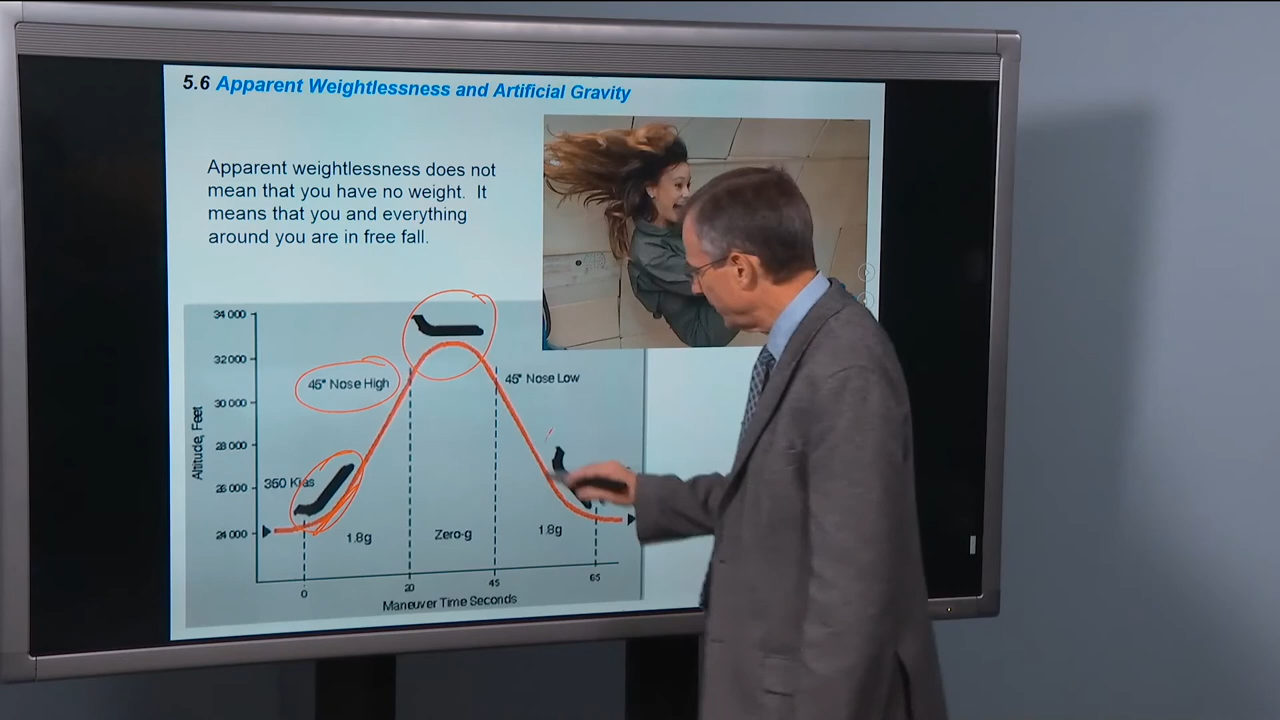 5.6 Apparent Weightlessness and Artificial Gravity
Apparent weightlessness does not
mean that you have no weight. It
means that you and everything
around you are in free fall.
34 000
32 000
30 000
28 000
26 000
24 000
Altitude, Feet
45° Nose High
45° Nose Low
350 Kias
1.8g
Zero-g
1.8g
0
20
45
65
Maneuver Time Seconds